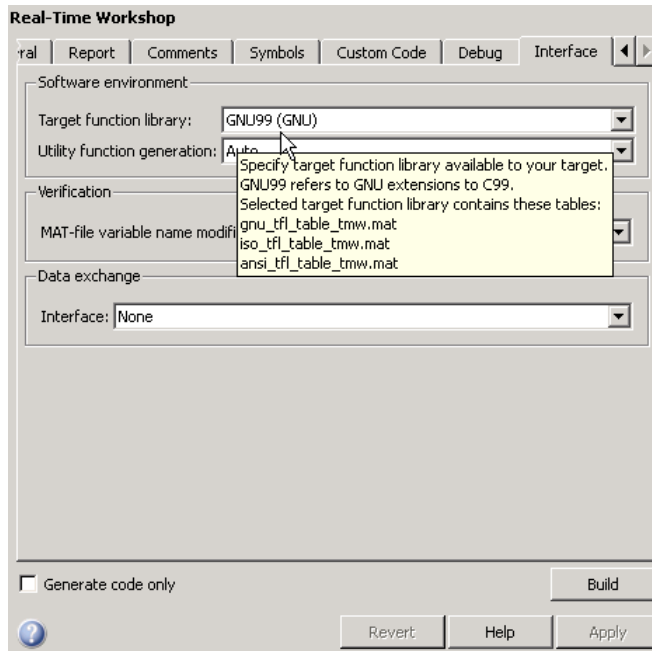 Real-Time Workshop
ral Report Comments Symbols Custom Code Debug Interface
Software environment
Target function library: GNU99 (GNU)
Utility function generation: Auto
Specify target function library available to your target.
GNU99 refers to GNU extensions to C99.
Selected target function library contains these tables:
gnu_tfl_table_tmw.mat
iso_tfl_table_tmw.mat
ansi_tfl_table_tmw.mat
Verification
MAT-file variable name modifi
Data exchange
Interface: None
Generate code only
Build
Revert Help Apply